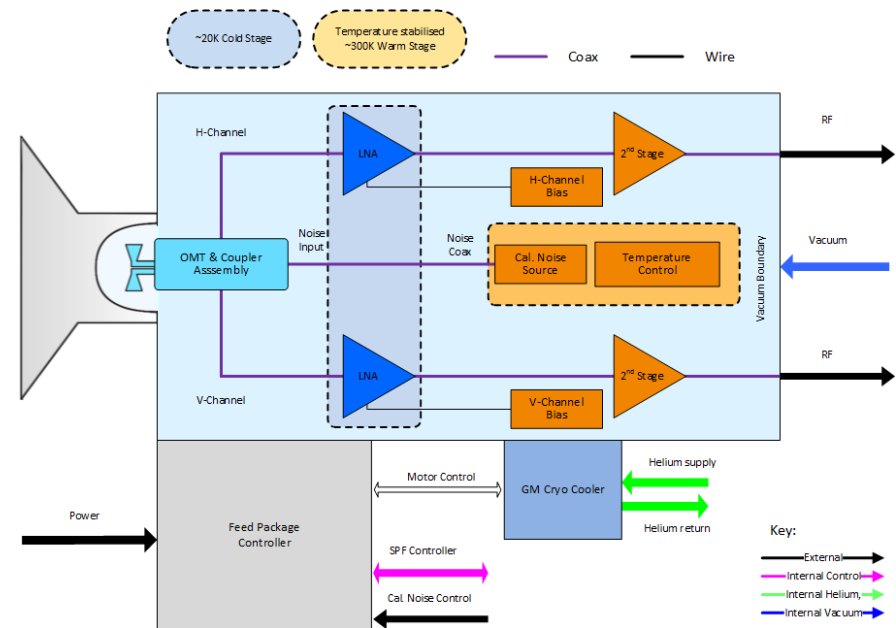 ~20K Cold Stage
Temperature stabilised
~300K Warm Stage
Coax
Wire
H-Channel
LNA
2nd Stage
RF
H-Channel
Bias
Noise
Input
Noise
Coax
OMT & Coupler
Asssembly
Cal. Noise
Source
Temperature
Control
Vacuum Boundary
Vacuum
LNA
2nd Stage
RF
V-Channel
V-Channel
Bias
Motor Control
GM Cryo Cooler
Helium supply
Helium return
Power
Feed Package
Controller
SPF Controller
Cal. Noise Control
Key:
External
Internal Control
Internal Helium,
Internal Vacuum